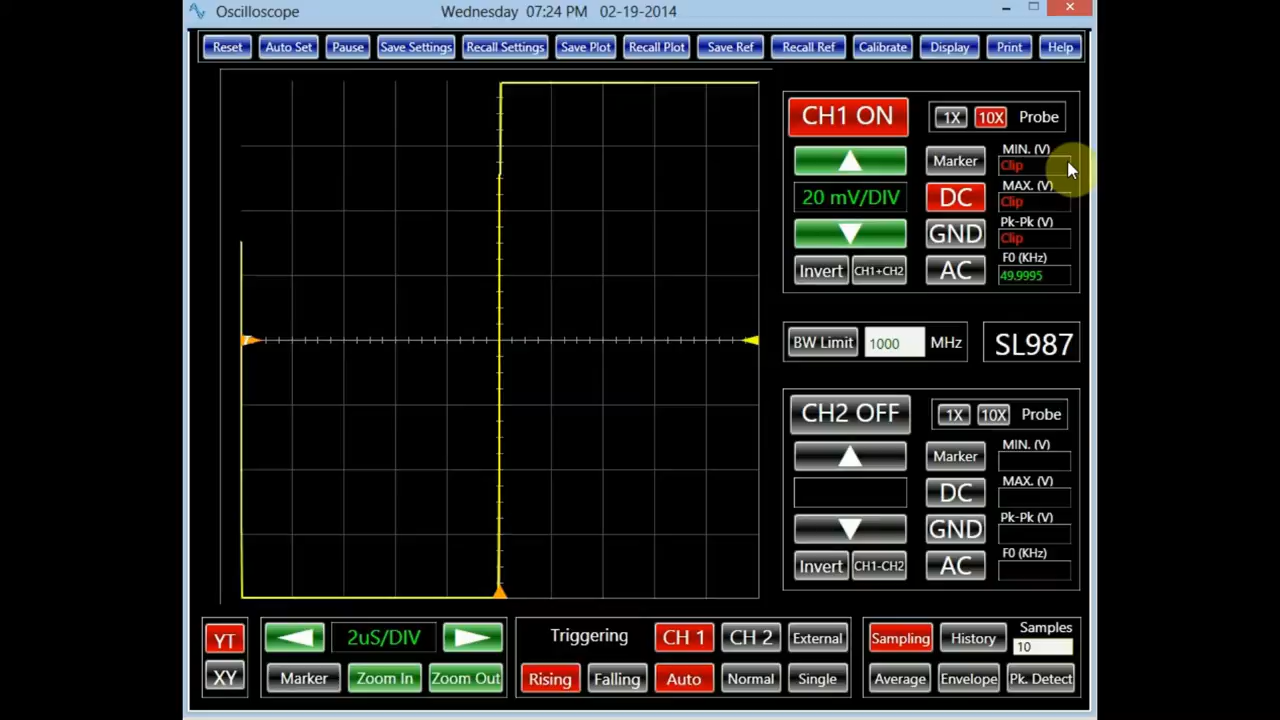 Oscilloscope Wednesday 07:24 PM 02-19-2014
Reset Auto Set Pause Save Settings Recall Settings Save Plot Recall Plot Save Ref Recall Ref Calibrate Display Print Help
CH1 ON 1X 10X Probe
Marker MIN. (V)
Clip
20 mV/DIV DC MAX. (V)
Clip
GND Pk-Pk (V)
Clip
Invert CH1+CH2 AC F0 (KHz)
49.9995
BW Limit 1000 MHz SL987
CH2 OFF 1X 10X Probe
Marker MIN. (V)
DC MAX. (V)
GND Pk-Pk (V)
Invert CH1-CH2 AC F0 (KHz)
YT 2uS/DIV Triggering CH 1 CH 2 External Sampling History Samples
10
XY Marker Zoom In Zoom Out Rising Falling Auto Normal Single Average Envelope Pk. Detect